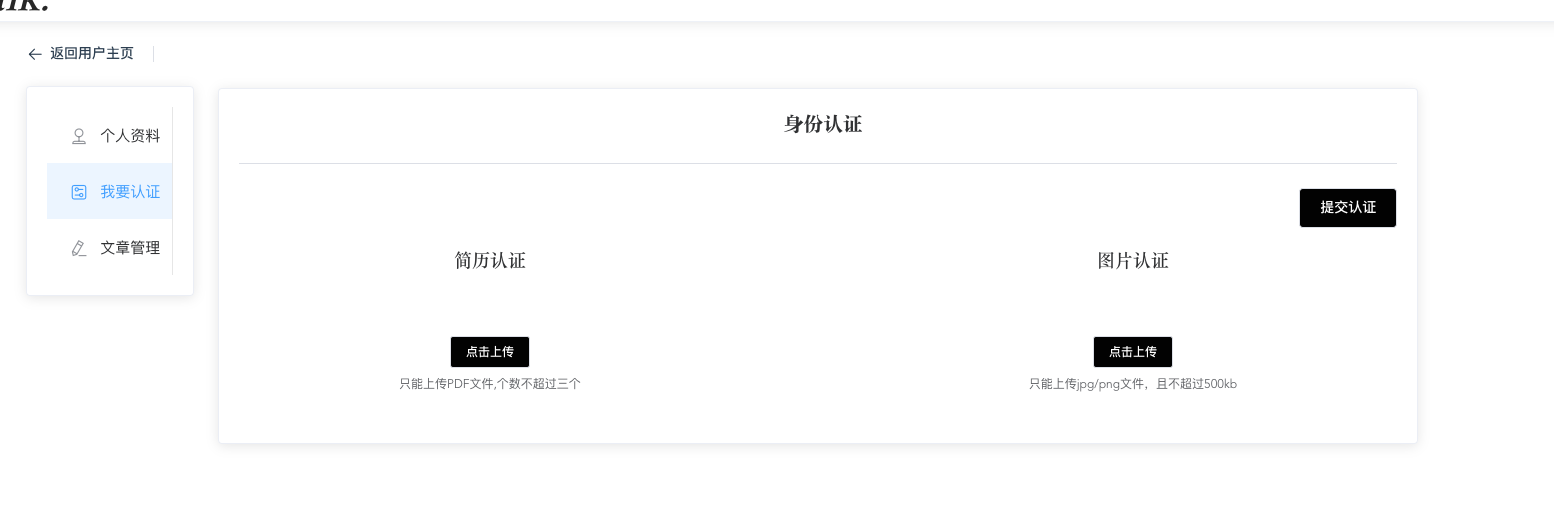 返回用户主页
个人资料
我要认证
文章管理
身份认证
提交认证
简历认证
图片认证
点击上传
点击上传
只能上传PDF文件,个数不超过三个
只能上传jpg/png文件，且不超过500kb